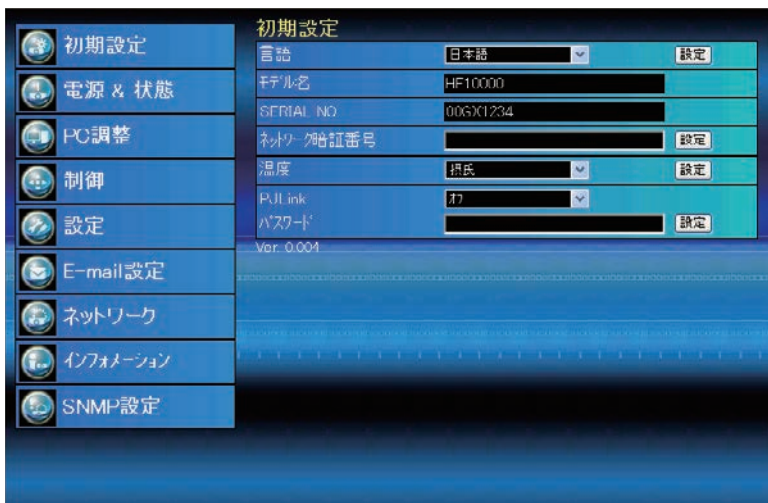 初期設定
電源 & 状態
PC調整
制御
設定
E-mail設定
ネットワーク
インフォメーション
SNMP設定
初期設定
言語 日本語 設定
モデル名 HF10000
SERIAL NO 00GX1234
ネットワーク暗証番号 設定
温度 摂氏 設定
PJLink オフ
パスワード 設定
Ver. 0.004